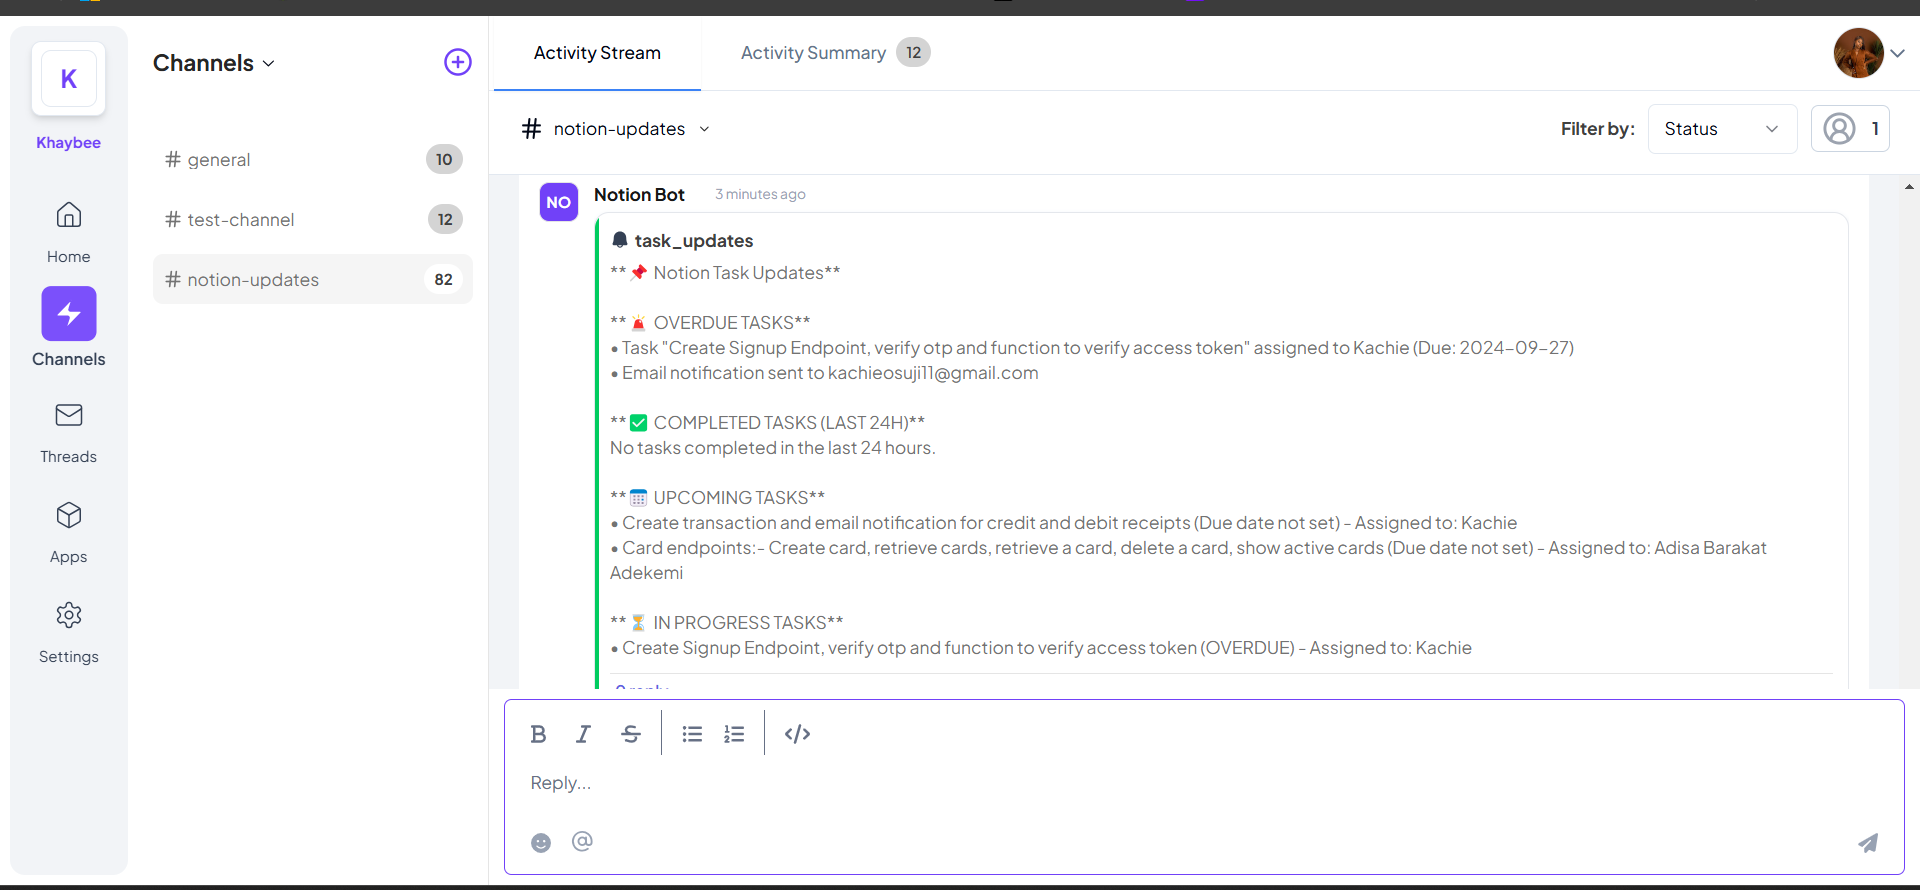 K
Khaybee
Home
Channels
Threads
Apps
Settings
Channels
# general 10
# test-channel 12
# notion-updates 82
Activity Stream
Activity Summary 12
# notion-updates
Filter by: Status 1
NO
Notion Bot 3 minutes ago
task_updates
**📌 Notion Task Updates**
**🚨 OVERDUE TASKS**
• Task "Create Signup Endpoint, verify otp and function to verify access token" assigned to Kachie (Due: 2024-09-27)
• Email notification sent to kachieosuji11@gmail.com
**✅ COMPLETED TASKS (LAST 24H)**
No tasks completed in the last 24 hours.
**📅 UPCOMING TASKS**
• Create transaction and email notification for credit and debit receipts (Due date not set) - Assigned to: Kachie
• Card endpoints:- Create card, retrieve cards, retrieve a card, delete a card, show active cards (Due date not set) - Assigned to: Adisa Barakat
Adekemi
**⏳ IN PROGRESS TASKS**
• Create Signup Endpoint, verify otp and function to verify access token (OVERDUE) - Assigned to: Kachie
Reply...